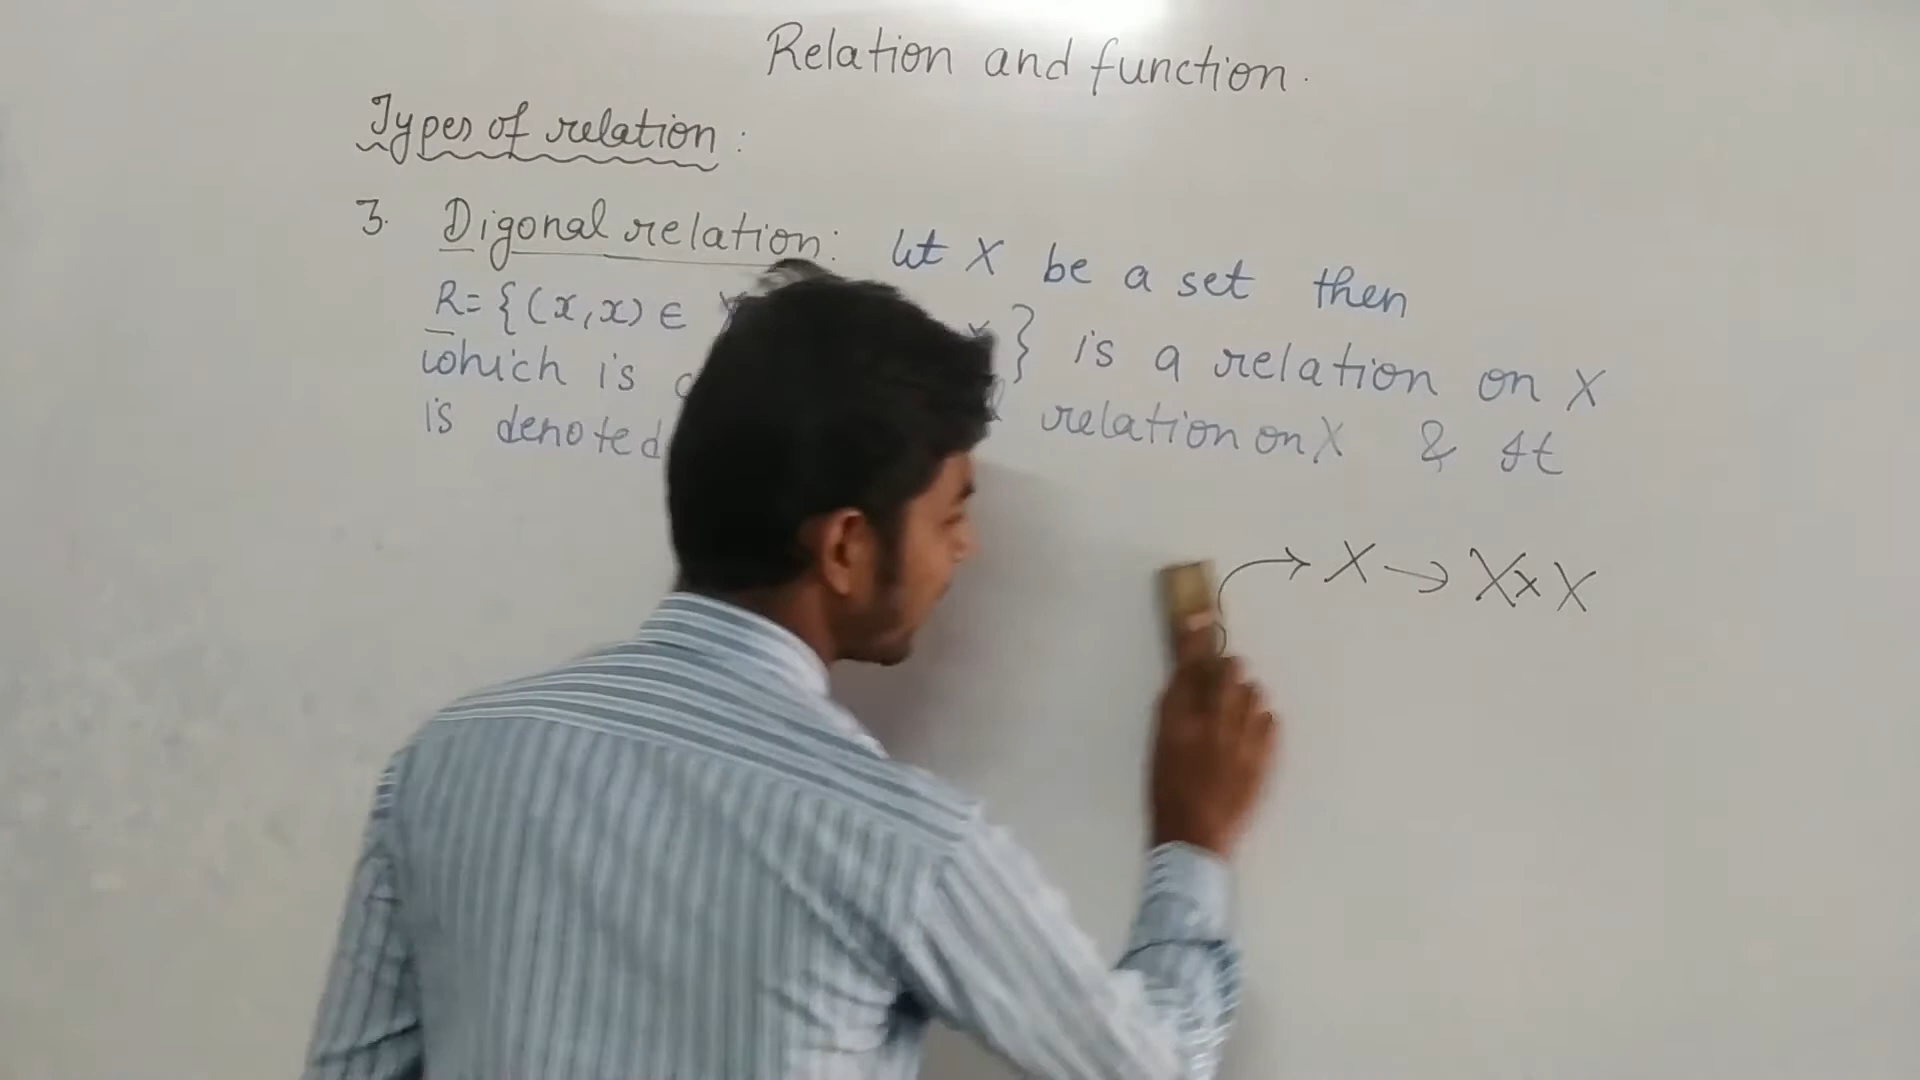 Relation and function.
Types of relation :
3. Digonal relation: let X be a set then
R = {(x,x) ∈ } is a relation on X
which is relation on X & It
is denoted
X → X x X